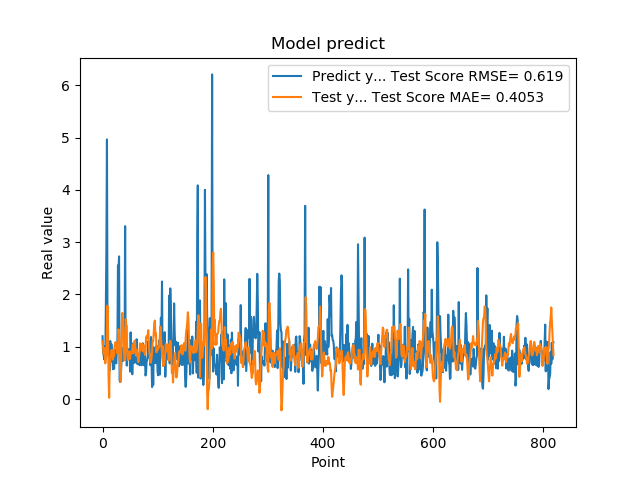 Model predict
Predict y... Test Score RMSE= 0.619
Test y... Test Score MAE= 0.4053
6
5
4
3
2
1
0
Real value
0 200 400 600 800
Point